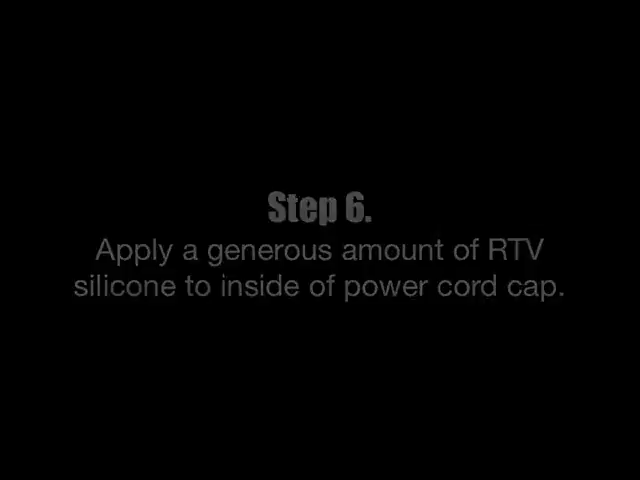 Step 6.
Apply a generous amount of RTV
silicone to inside of power cord cap.